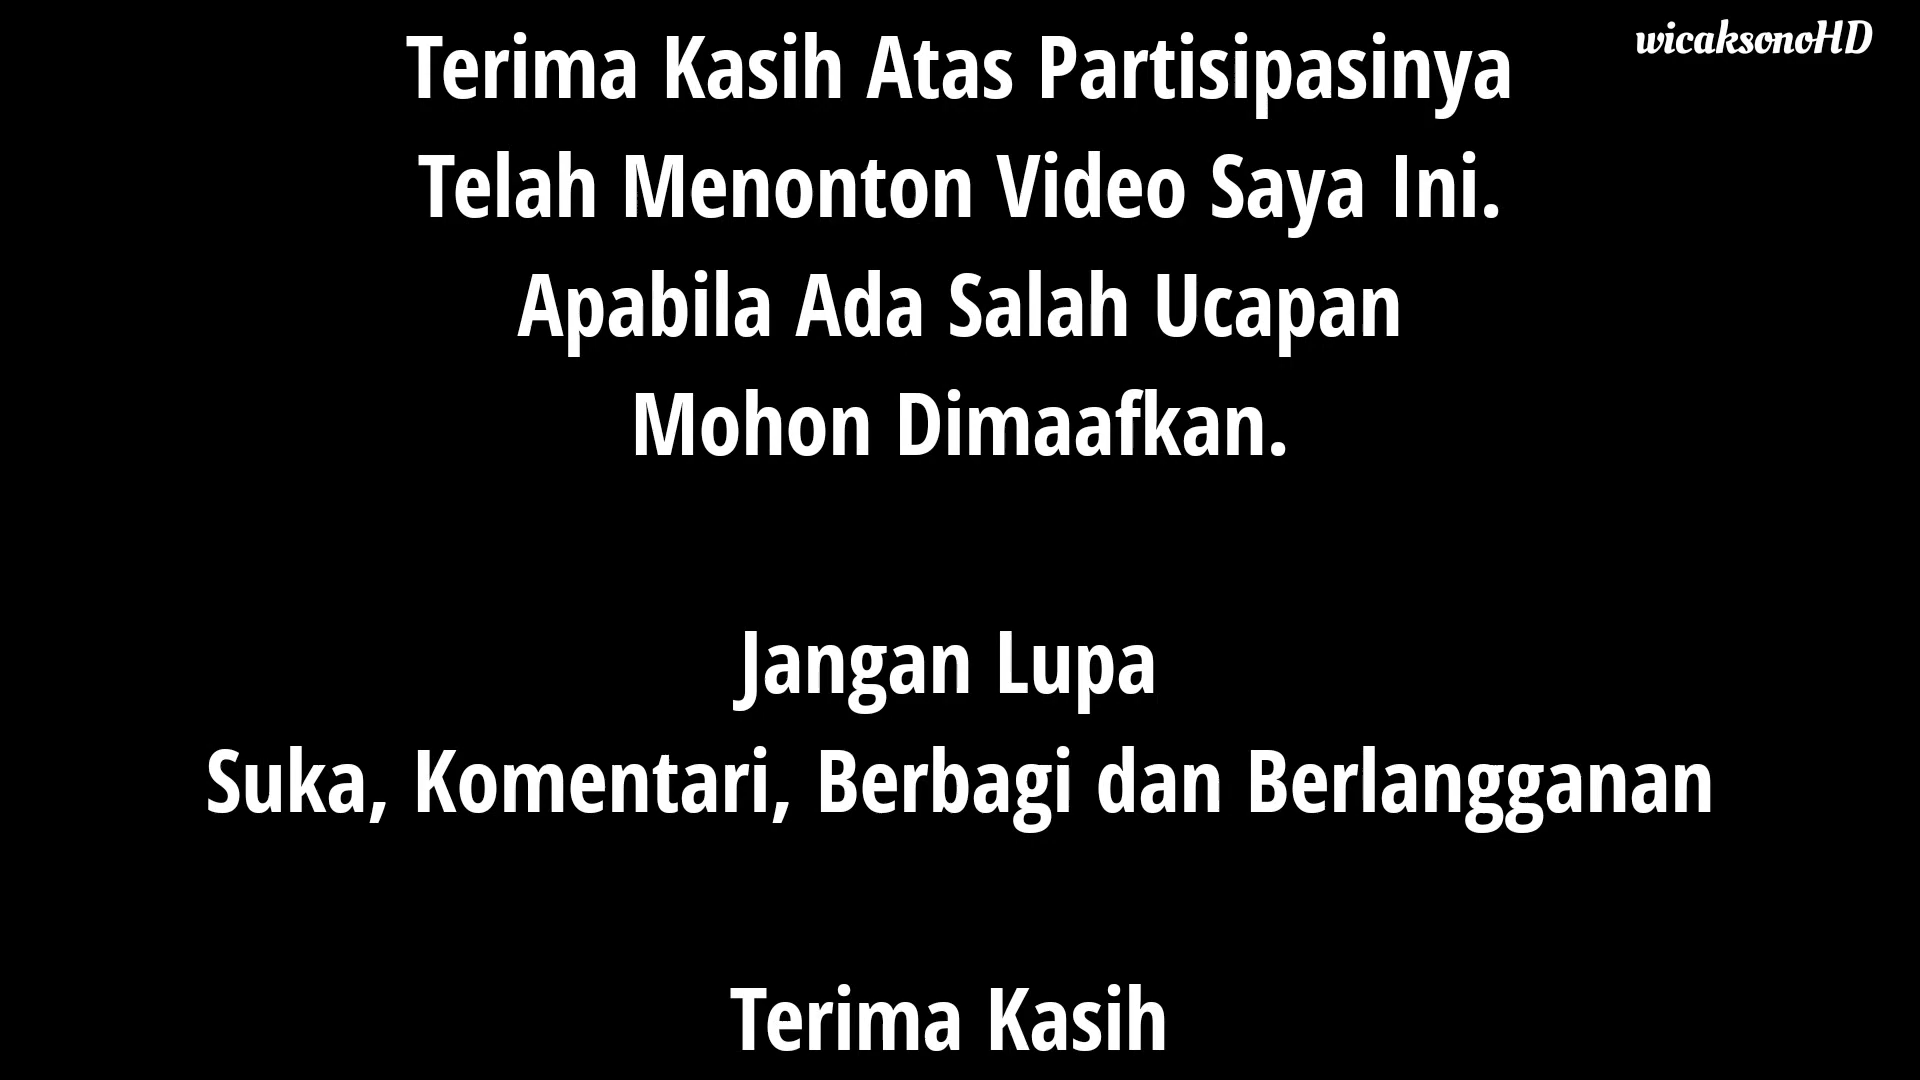 wicaksonoHD
Terima Kasih Atas Partisipasinya
Telah Menonton Video Saya Ini.
Apabila Ada Salah Ucapan
Mohon Dimaafkan.
Jangan Lupa
Suka, Komentari, Berbagi dan Berlangganan
Terima Kasih